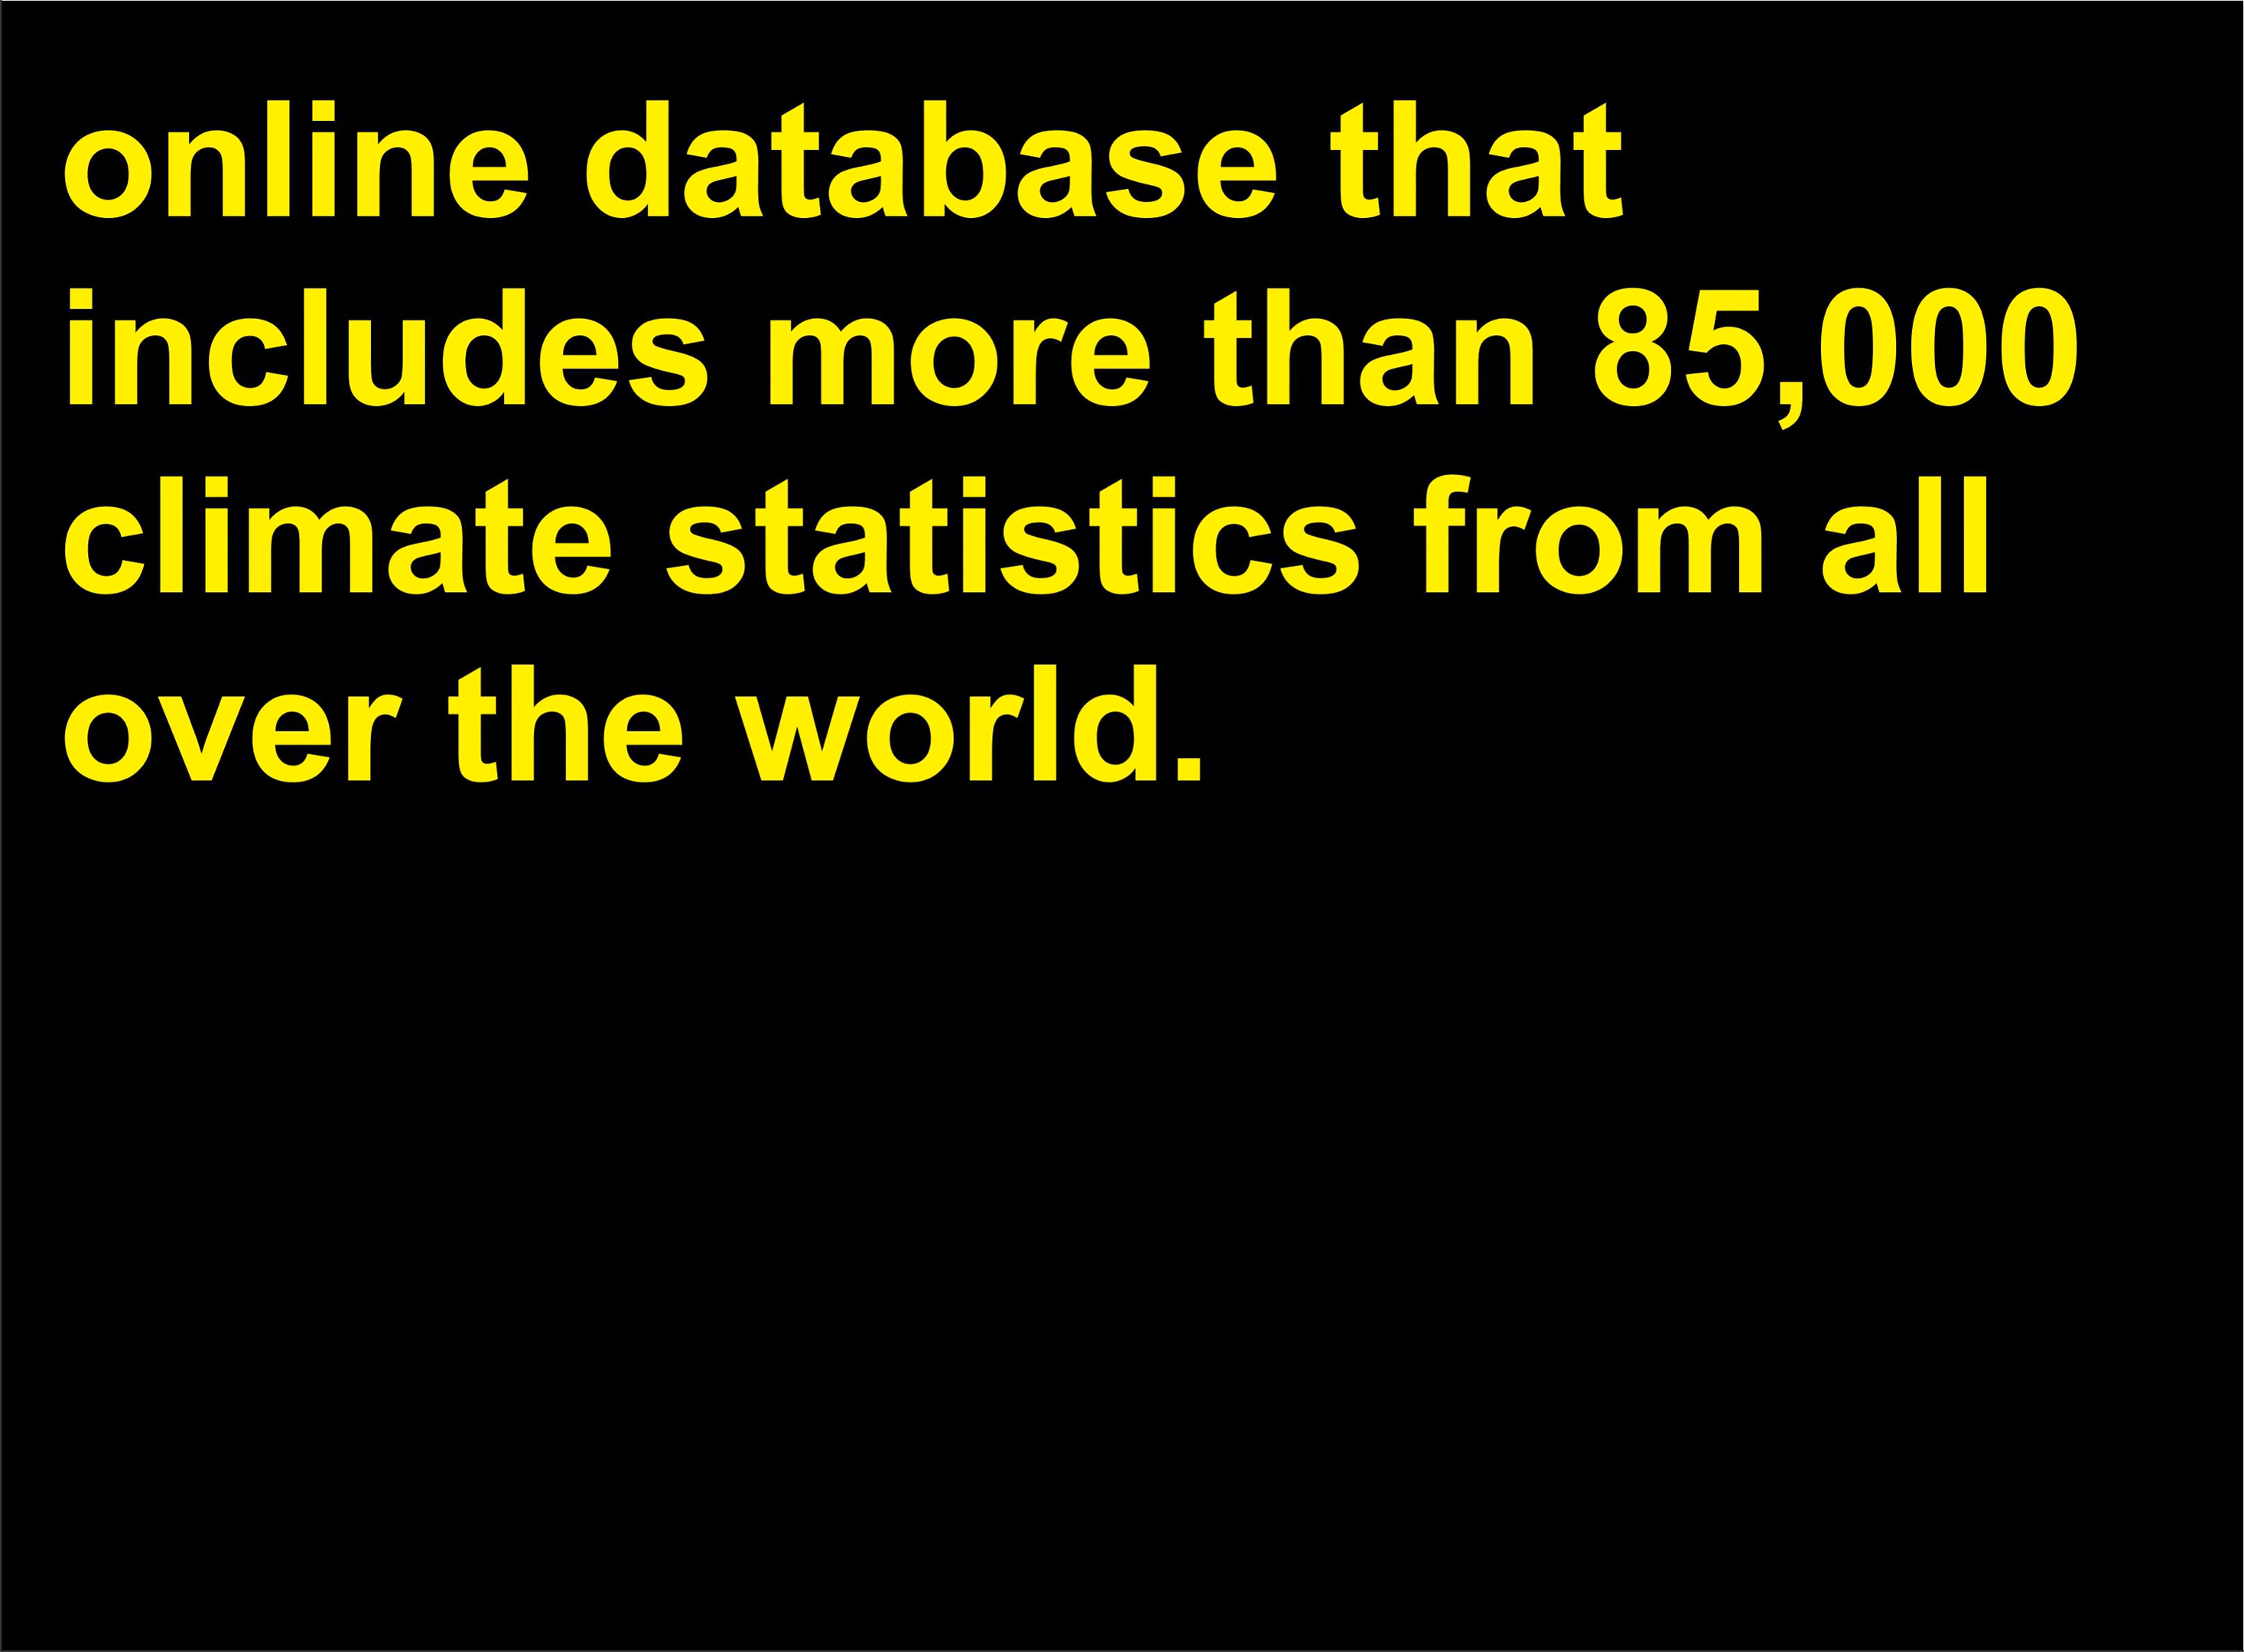 online database that
includes more than 85,000
climate statistics from all
over the world.